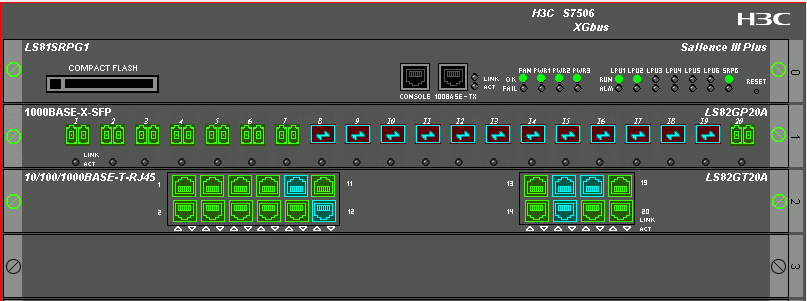 H3C S7506
XGbus
H3C
LS81SRPG1
Salience III Plus
COMPACT FLASH
CONSOLE
100BASE-TX
LINK
ACT
FAN PWR1 PWR2 PWR3
OK
FAIL
LPU1 LPU2 LPU3 LPU4 LPU5 LPU6 SRPG
RUN
ALM
RESET
0
1000BASE-X-SFP
LS82GP20A
1 2 3 4 5 6 7 8 9 10 11 12 13 14 15 16 17 18 19 20
LINK
ACT
1
10/100/1000BASE-T-RJ45
LS82GT20A
1 11 13 19
2 12 14 20
LINK
ACT
2
3